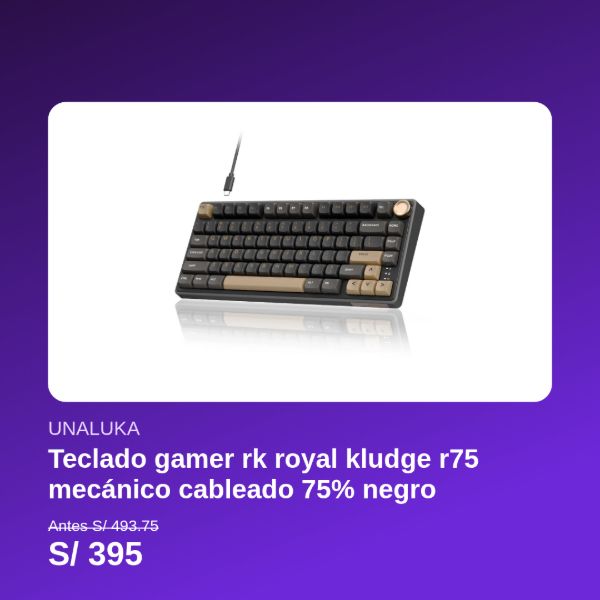 UNALUKA
Teclado gamer rk royal kludge r75
mecánico cableado 75% negro
Antes S/ 493.75
S/ 395